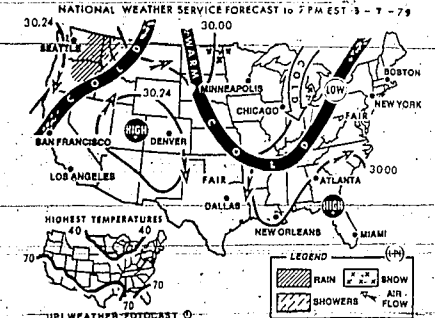 NATIONAL WEATHER SERVICE FORECAST to 7 PM EST 3 - 7 - 79
30.24
30.00
SEATTLE
WARM
COLD
BOSTON
MINNEAPOLIS
30.24
LOW
CHICAGO
NEW YORK
COLD
FAIR
SAN FRANCISCO
HIGH
DENVER
COLD
LOS ANGELES
FAIR
ATLANTA
30.00
DALLAS
HIGH
NEW ORLEANS
MIAMI
HIGHEST TEMPERATURES
40
40
70
70
70
70
UPI WEATHER FOTOCAST ©
LEGEND
RAIN
SNOW
SHOWERS
AIR FLOW